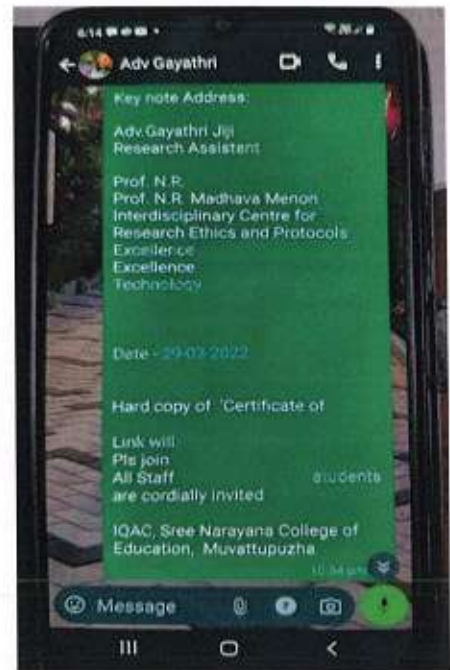 6:14
Adv Gayathri
Key note Address:
Adv.Gayathri Jiji
Research Assistent
Prof. N.R.
Prof. N.R. Madhava Menon
Interdisciplinary Centre for
Research Ethics and Protocols
Excellence
Excellence
Technology
Date - 29-03-2022
Hard copy of 'Certificate of
Link will
Pls join
All Staff students
are cordially invited
IQAC, Sree Narayana College of
Education, Muvattupuzha
Message